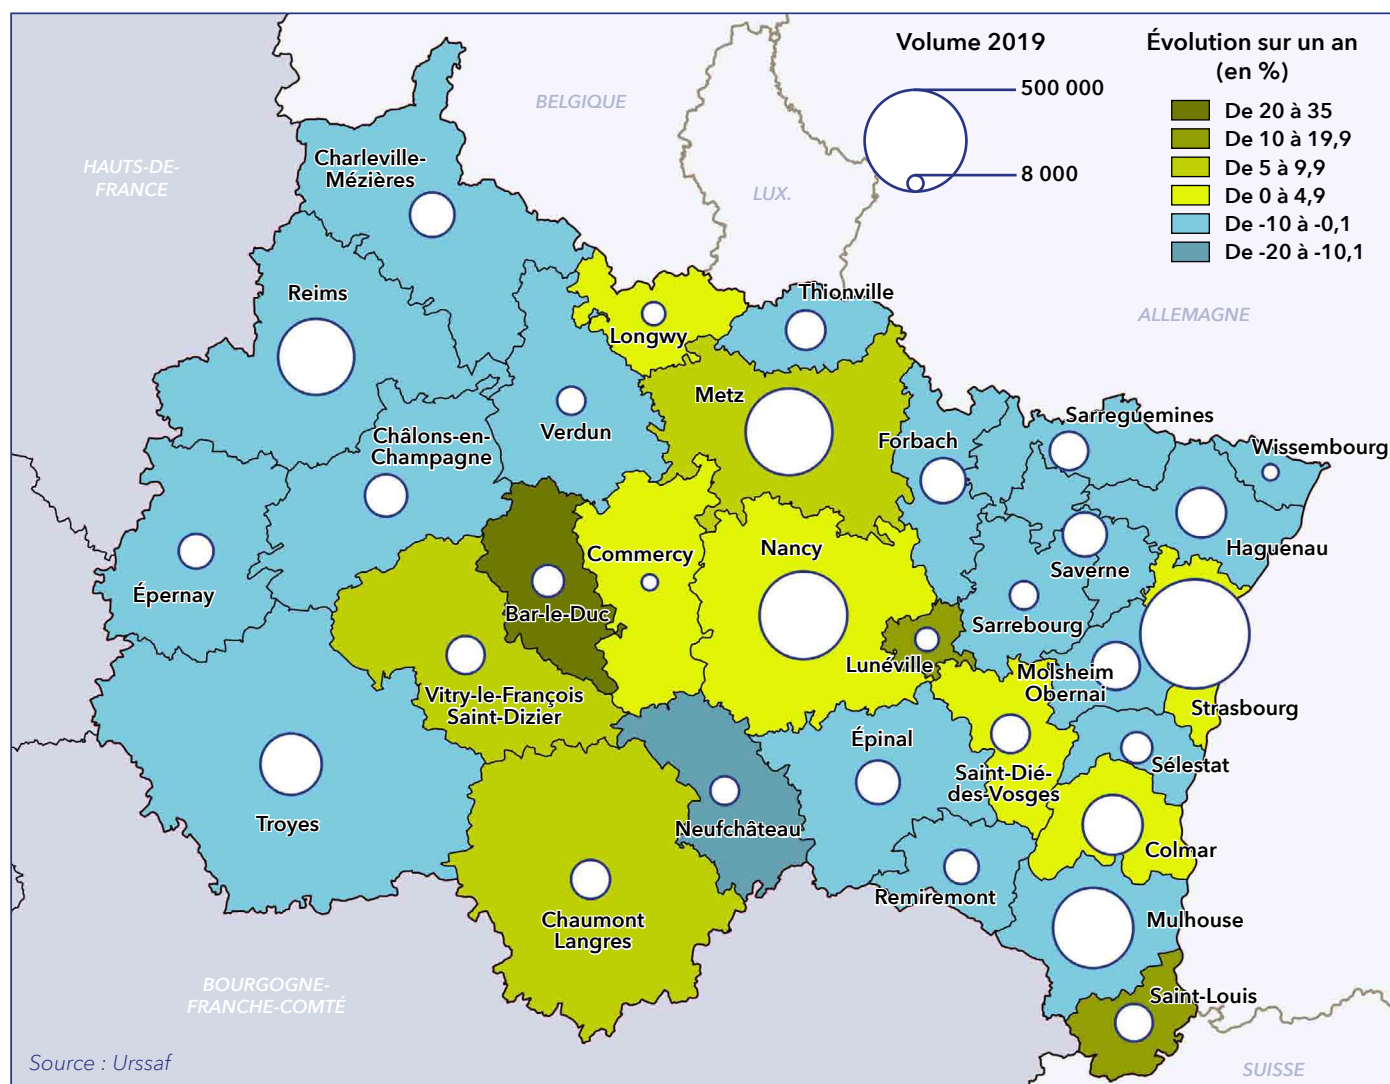 Volume 2019
500 000
8 000
Évolution sur un an
(en %)
De 20 à 35
De 10 à 19,9
De 5 à 9,9
De 0 à 4,9
De -10 à -0,1
De -20 à -10,1
BELGIQUE
HAUTS-DE-
FRANCE
LUX.
ALLEMAGNE
Charleville-
Mézières
Reims
Thionville
Longwy
Metz
Sarreguemines
Châlons-en-
Champagne
Verdun
Forbach
Wissembourg
Nancy
Commercy
Haguenau
Saverne
Épernay
Bar-le-Duc
Sarrebourg
Lunéville
Molsheim
Obernai
Vitry-le-François
Saint-Dizier
Strasbourg
Épinal
Saint-Dié-
des-Vosges
Sélestat
Troyes
Neufchâteau
Colmar
Remiremont
Chaumont
Langres
Mulhouse
BOURGOGNE-
FRANCHE-COMTÉ
Saint-Louis
Source : Urssaf
SUISSE